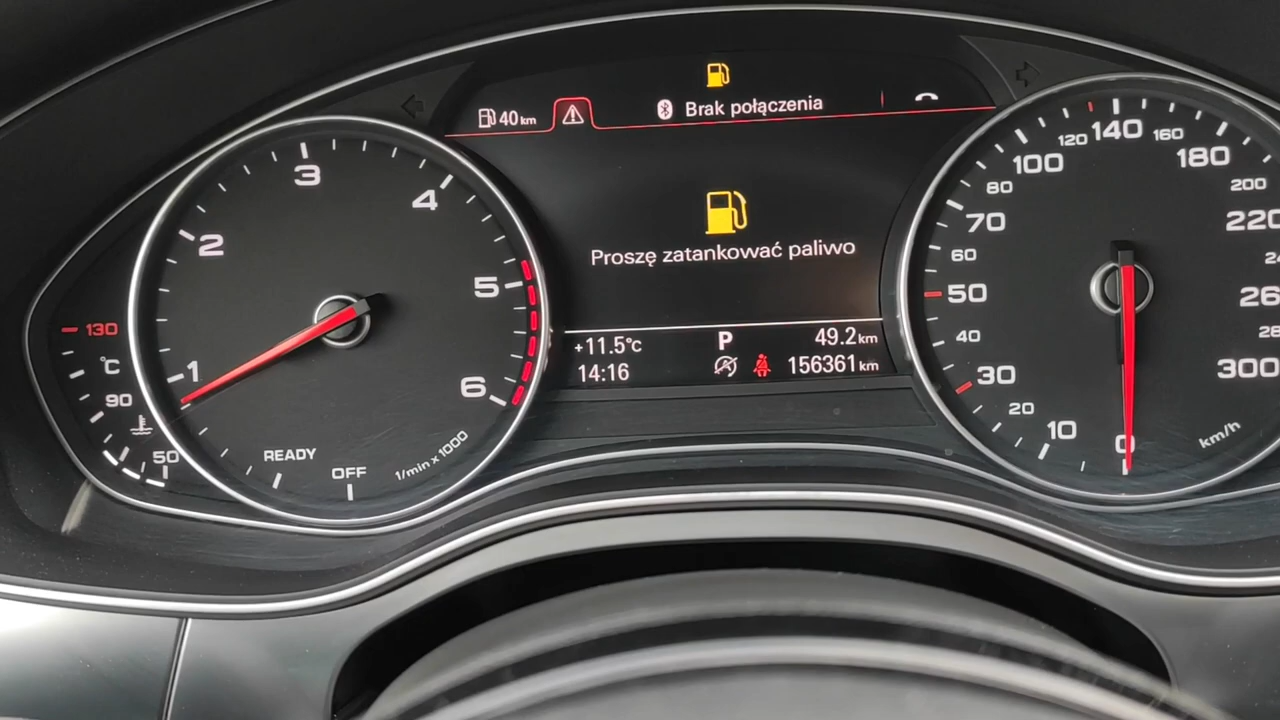 40 km
Brak połączenia
Proszę zatankować paliwo
+11.5°C
P
49.2 km
14:16
156361 km
1
2
3
4
5
6
READY
OFF
1/min x 1000
130
°C
90
50
0
10
20
30
40
50
60
70
80
100
120
140
160
180
200
220
300
km/h